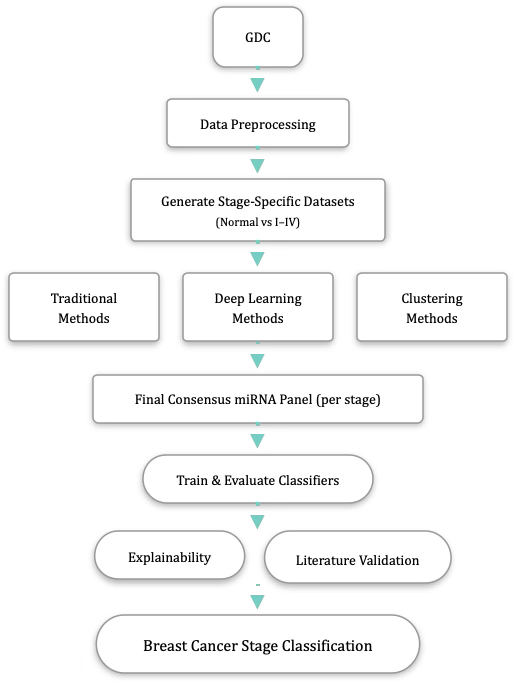 GDC
Data Preprocessing
Generate Stage-Specific Datasets
(Normal vs I–IV)
Traditional
Methods
Deep Learning
Methods
Clustering
Methods
Final Consensus miRNA Panel (per stage)
Train & Evaluate Classifiers
Explainability
Literature Validation
Breast Cancer Stage Classification